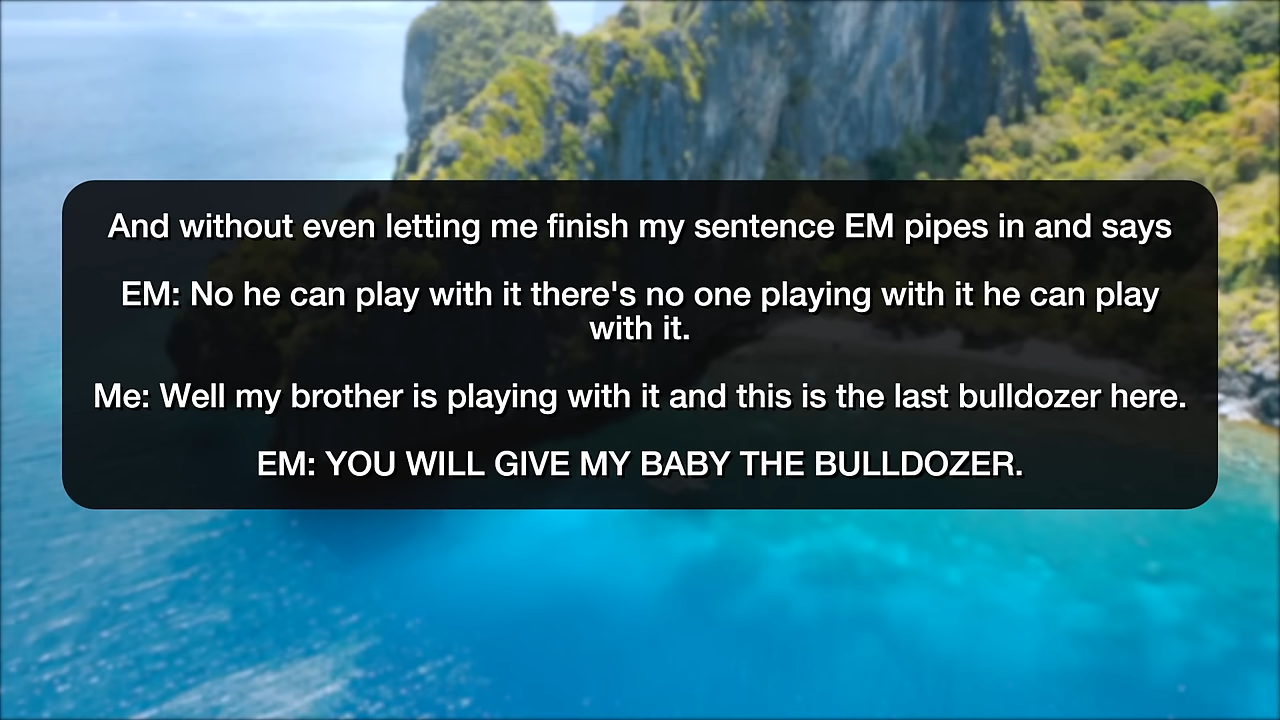 And without even letting me finish my sentence EM pipes in and says
EM: No he can play with it there's no one playing with it he can play
with it.
Me: Well my brother is playing with it and this is the last bulldozer here.
EM: YOU WILL GIVE MY BABY THE BULLDOZER.